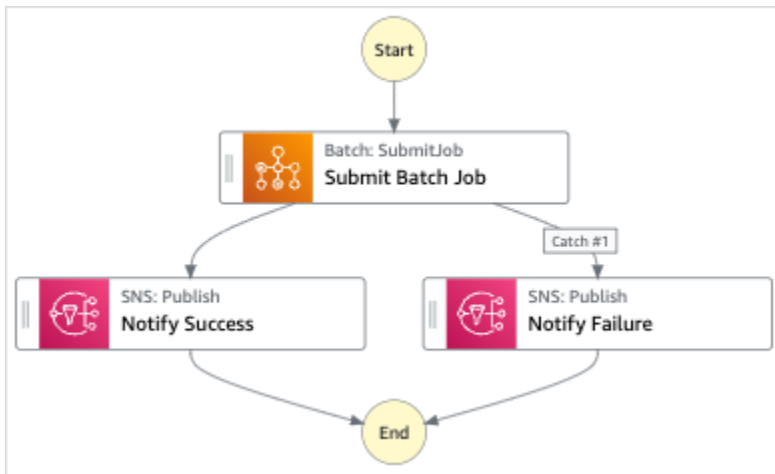 Start
Batch: SubmitJob
Submit Batch Job
Catch #1
SNS: Publish
Notify Success
SNS: Publish
Notify Failure
End